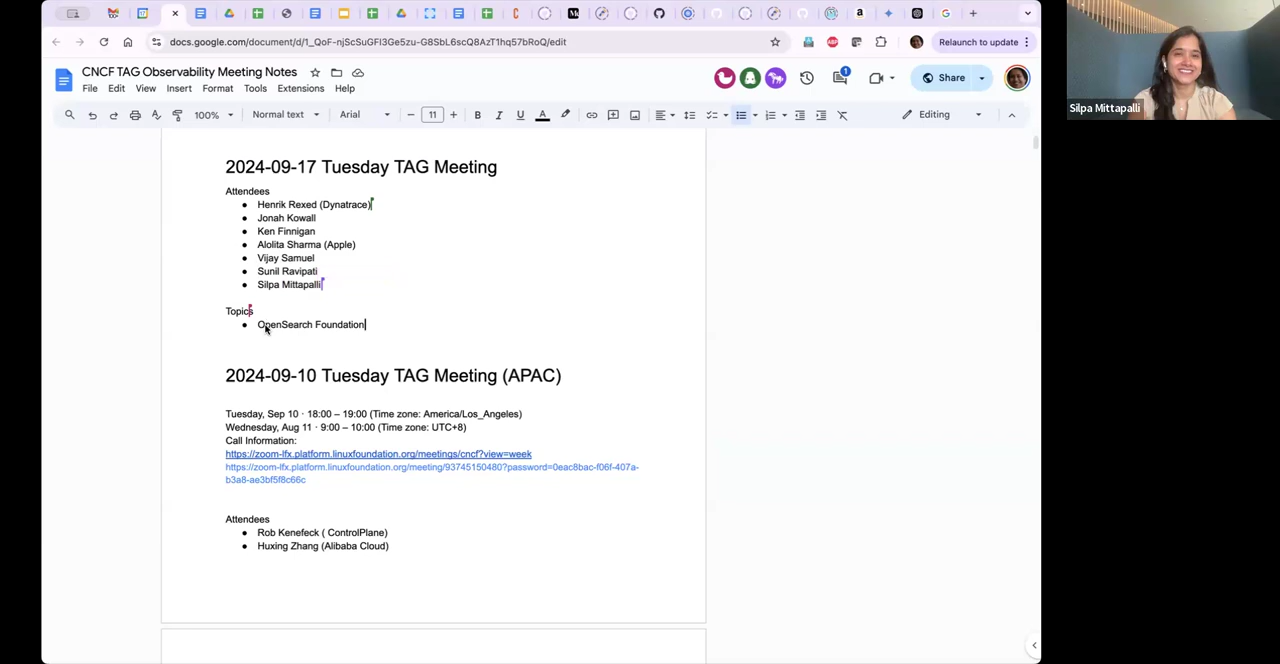 docs.google.com/document/d/1_QoF-njScSuGFl3Ge5zu-G8SbL6scQ8AzT1hq57bRoQ/edit
Relaunch to update
CNCF TAG Observability Meeting Notes
File Edit View Insert Format Tools Extensions Help
1
Share
100%
Normal text
Arial
11
Editing
2024-09-17 Tuesday TAG Meeting
Attendees
● Henrik Rexed (Dynatrace)
● Jonah Kowall
● Ken Finnigan
● Alolita Sharma (Apple)
● Vijay Samuel
● Sunil Ravipati
● Silpa Mittapalli
Topics
● OpenSearch Foundation
2024-09-10 Tuesday TAG Meeting (APAC)
Tuesday, Sep 10 · 18:00 – 19:00 (Time zone: America/Los_Angeles)
Wednesday, Aug 11 · 9:00 – 10:00 (Time zone: UTC+8)
Call Information:
https://zoom-lfx.platform.linuxfoundation.org/meetings/cncf?view=week
https://zoom-lfx.platform.linuxfoundation.org/meeting/93745150480?password=0eac8bac-f06f-407a-
b3a8-ae3bf5f8c66c
Attendees
● Rob Kenefeck ( ControlPlane)
● Huxing Zhang (Alibaba Cloud)
Silpa Mittapalli